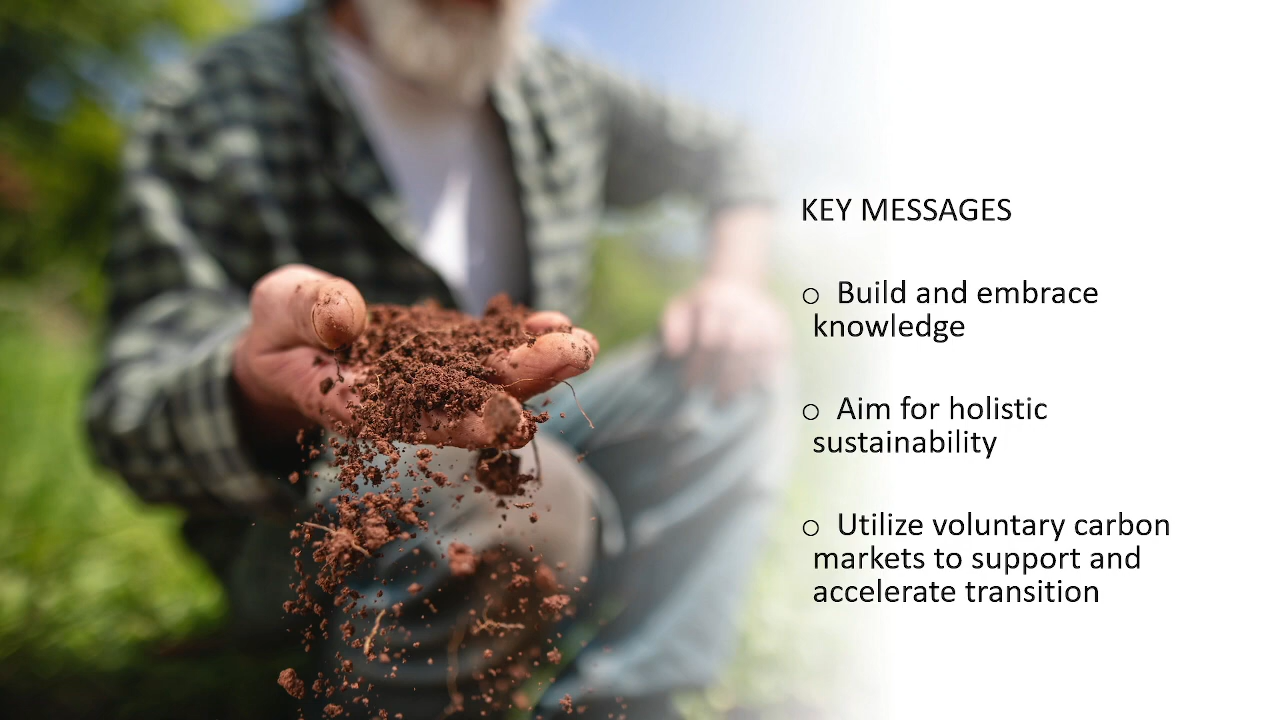 KEY MESSAGES
○ Build and embrace
knowledge
○ Aim for holistic
sustainability
○ Utilize voluntary carbon
markets to support and
accelerate transition